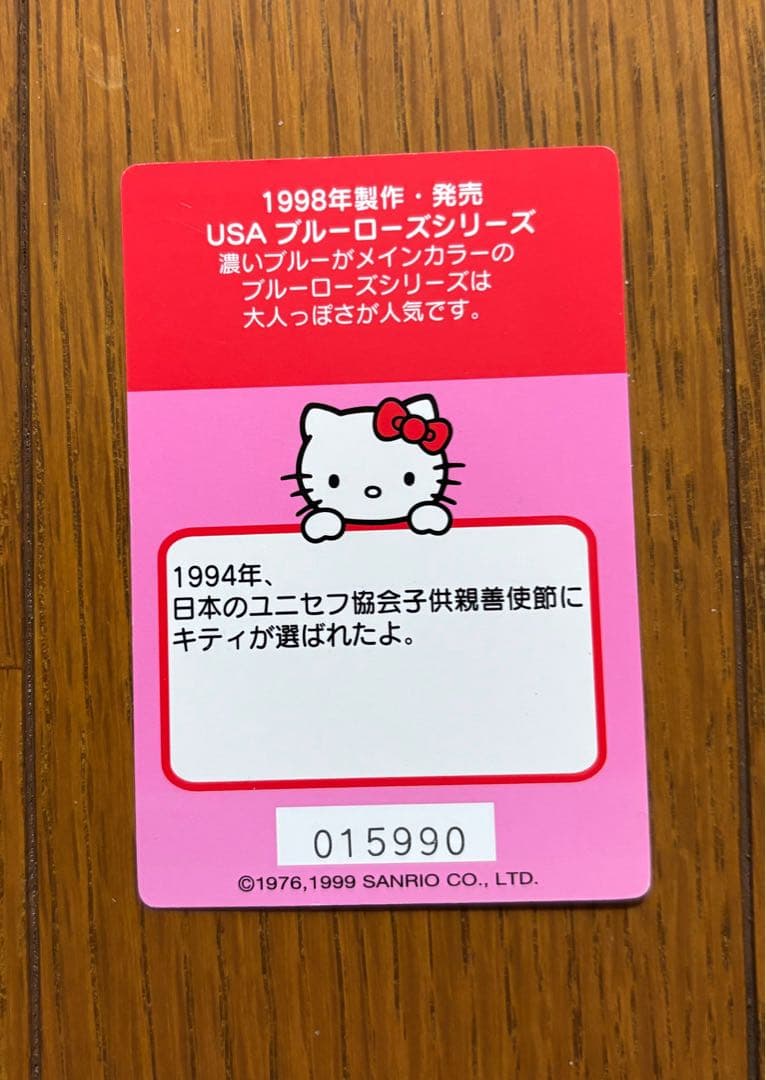 1998年製作・発売
USA ブルーローズシリーズ
濃いブルーがメインカラーの
ブルーローズシリーズは
大人っぽさが人気です。
1994年、
日本のユニセフ協会子供親善使節に
キティが選ばれたよ。
015990
©1976,1999 SANRIO CO., LTD.